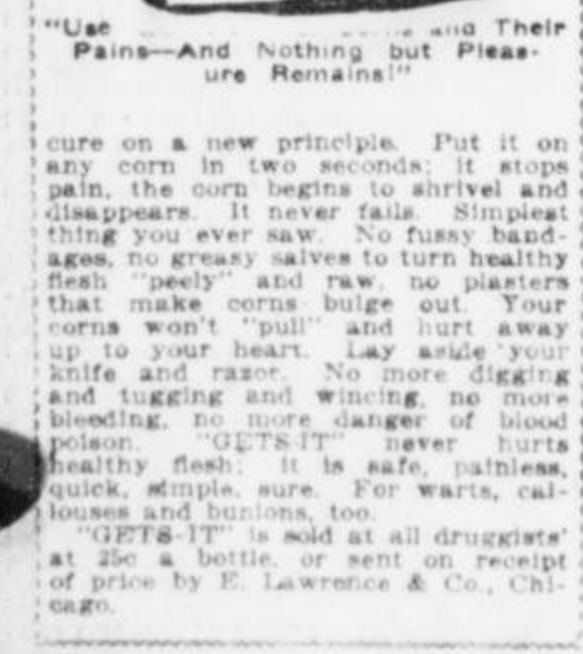 "Use and Their
Pains—And Nothing but Pleas-
ure Remains!"
cure on a new principle. Put it on
any corn in two seconds; it stops
pain, the corn begins to shrivel and
disappears. It never fails. Simplest
thing you ever saw. No fussy band-
ages, no greasy salves to turn healthy
flesh "peely" and raw, no plasters
that make corns bulge out. Your
corns won't "pull" and hurt away
up to your heart. Lay aside your
knife and razor. No more digging
and tugging and wincing, no more
bleeding, no more danger of blood
poison. "GETS-IT" never hurts
healthy flesh; it is safe, painless,
quick, simple, sure. For warts, cal-
louses and bunions, too.
"GETS-IT" is sold at all druggists'
at 25c a bottle, or sent on receipt
of price by E. Lawrence & Co., Chi-
cago.